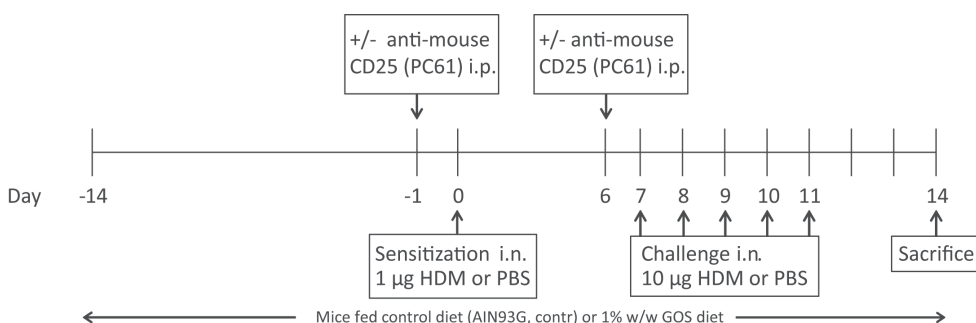 +/- anti-mouse
CD25 (PC61) i.p.
+/- anti-mouse
CD25 (PC61) i.p.
Day -14 -1 0 6 7 8 9 10 11 14
Sensitization i.n.
1 µg HDM or PBS
Challenge i.n.
10 µg HDM or PBS
Sacrifice
Mice fed control diet (AIN93G, contr) or 1% w/w GOS diet